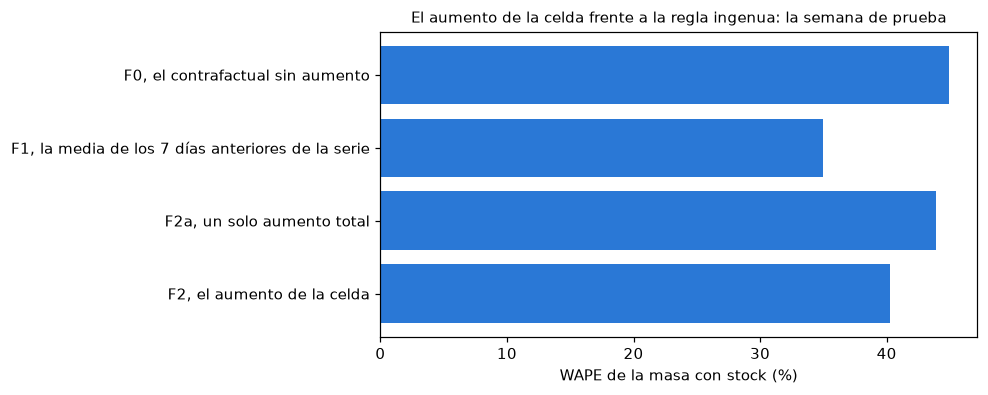 El aumento de la celda frente a la regla ingenua: la semana de prueba
F0, el contrafactual sin aumento
F1, la media de los 7 días anteriores de la serie
F2a, un solo aumento total
F2, el aumento de la celda
0 10 20 30 40
WAPE de la masa con stock (%)